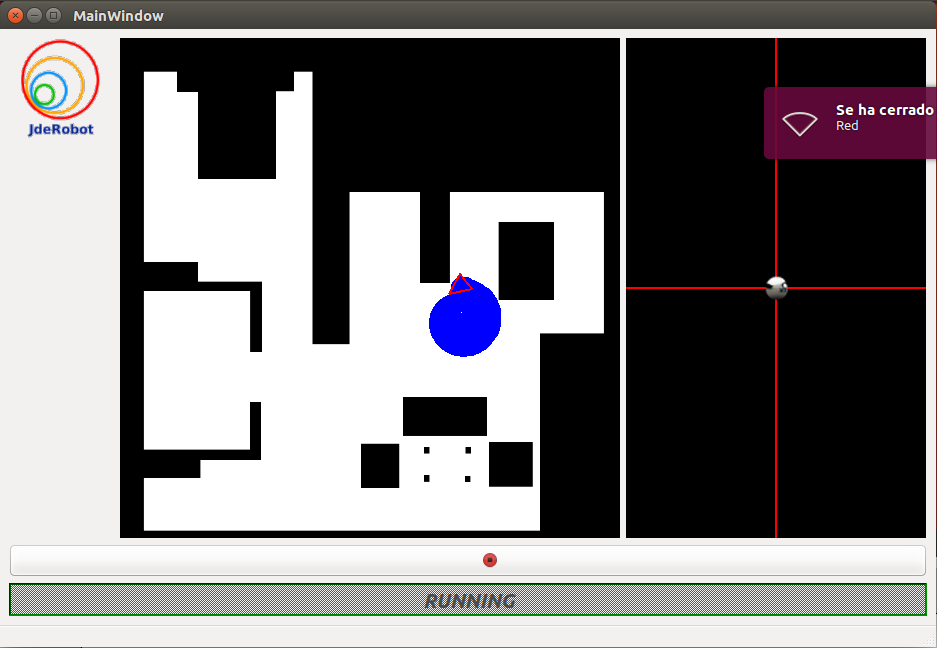 MainWindow
JdeRobot
Se ha cerrado
Red
RUNNING